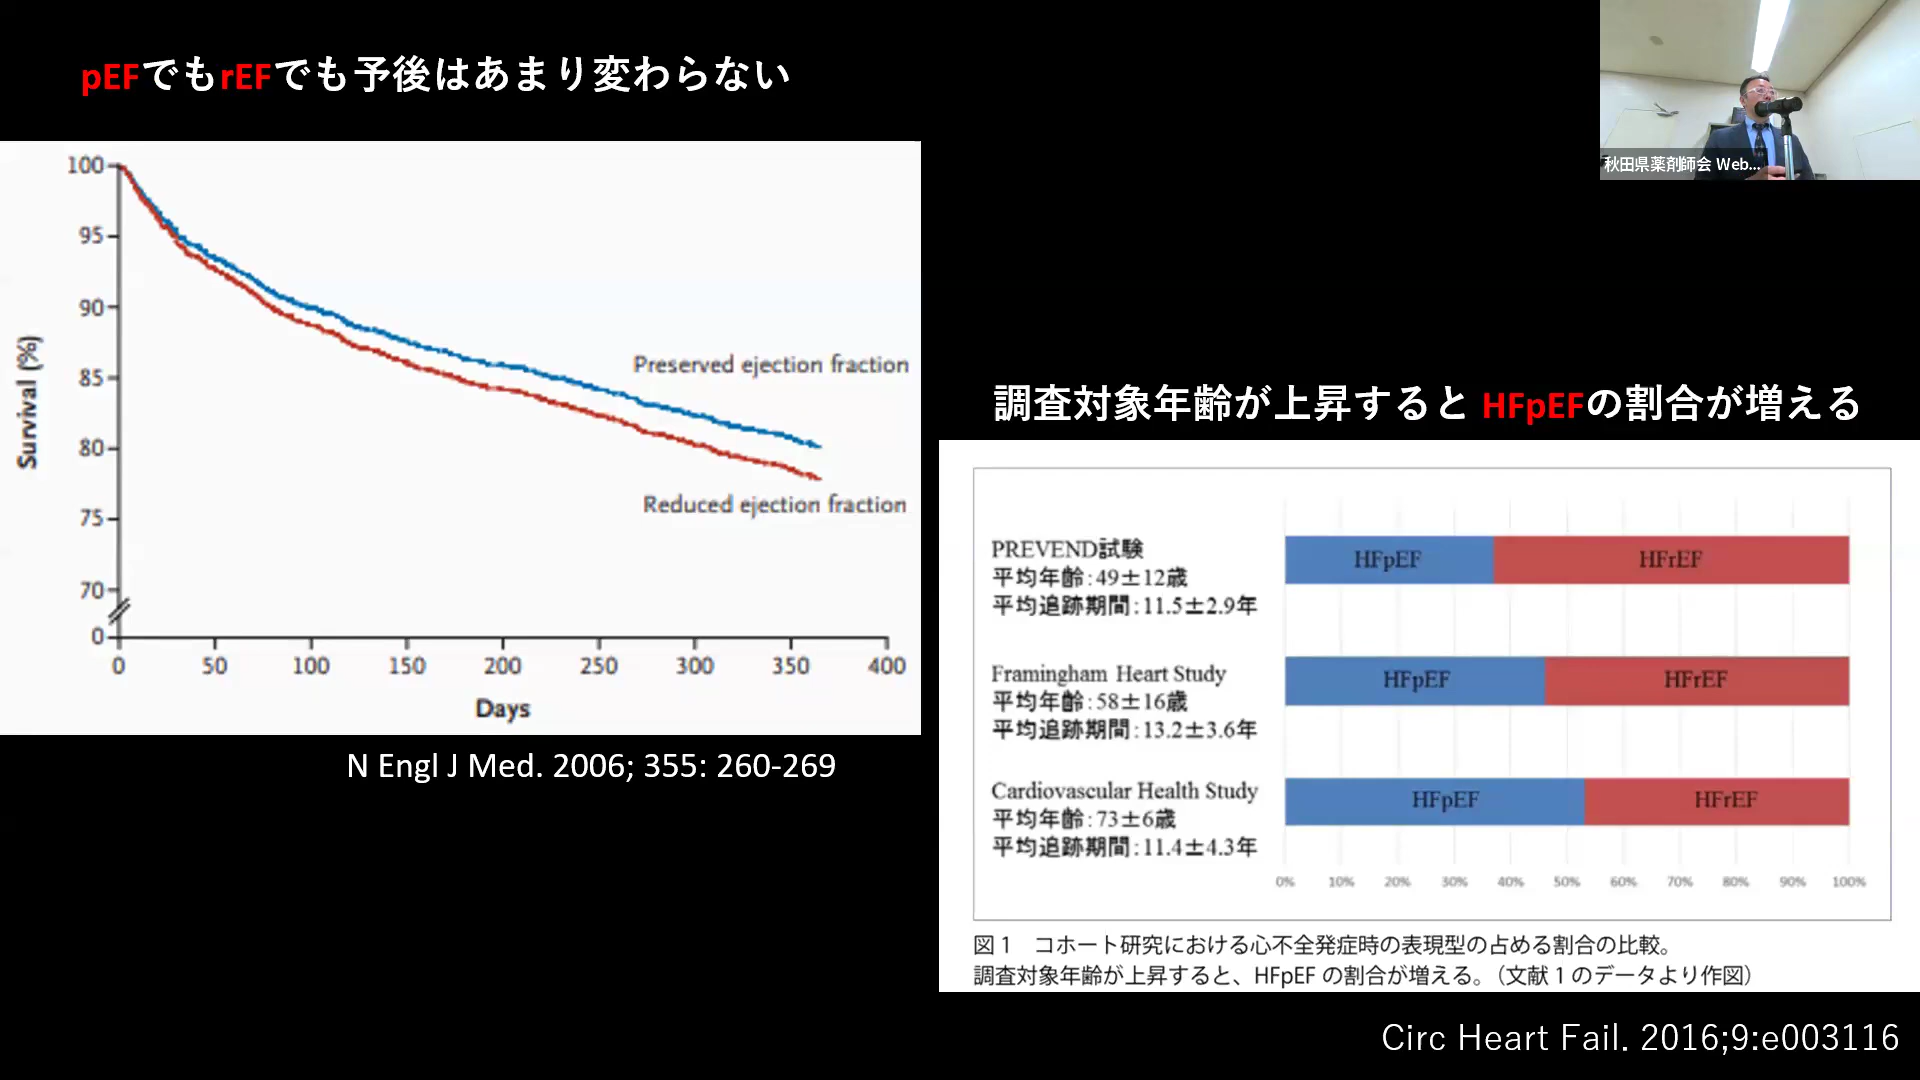 pEFでもrEFでも予後はあまり変わらない
秋田県薬剤師会 Web...
100
95
90
85
80
75
70
0
Survival (%)
Preserved ejection fraction
Reduced ejection fraction
0 50 100 150 200 250 300 350 400
Days
N Engl J Med. 2006; 355: 260-269
調査対象年齢が上昇すると HFpEFの割合が増える
PREVEND試験
平均年齢:49±12歳
平均追跡期間:11.5±2.9年
HFpEF HFrEF
Framingham Heart Study
平均年齢:58±16歳
平均追跡期間:13.2±3.6年
HFpEF HFrEF
Cardiovascular Health Study
平均年齢:73±6歳
平均追跡期間:11.4±4.3年
HFpEF HFrEF
0% 10% 20% 30% 40% 50% 60% 70% 80% 90% 100%
図1 コホート研究における心不全発症時の表現型の占める割合の比較。
調査対象年齢が上昇すると、HFpEF の割合が増える。（文献 1 のデータより作図）
Circ Heart Fail. 2016;9:e003116